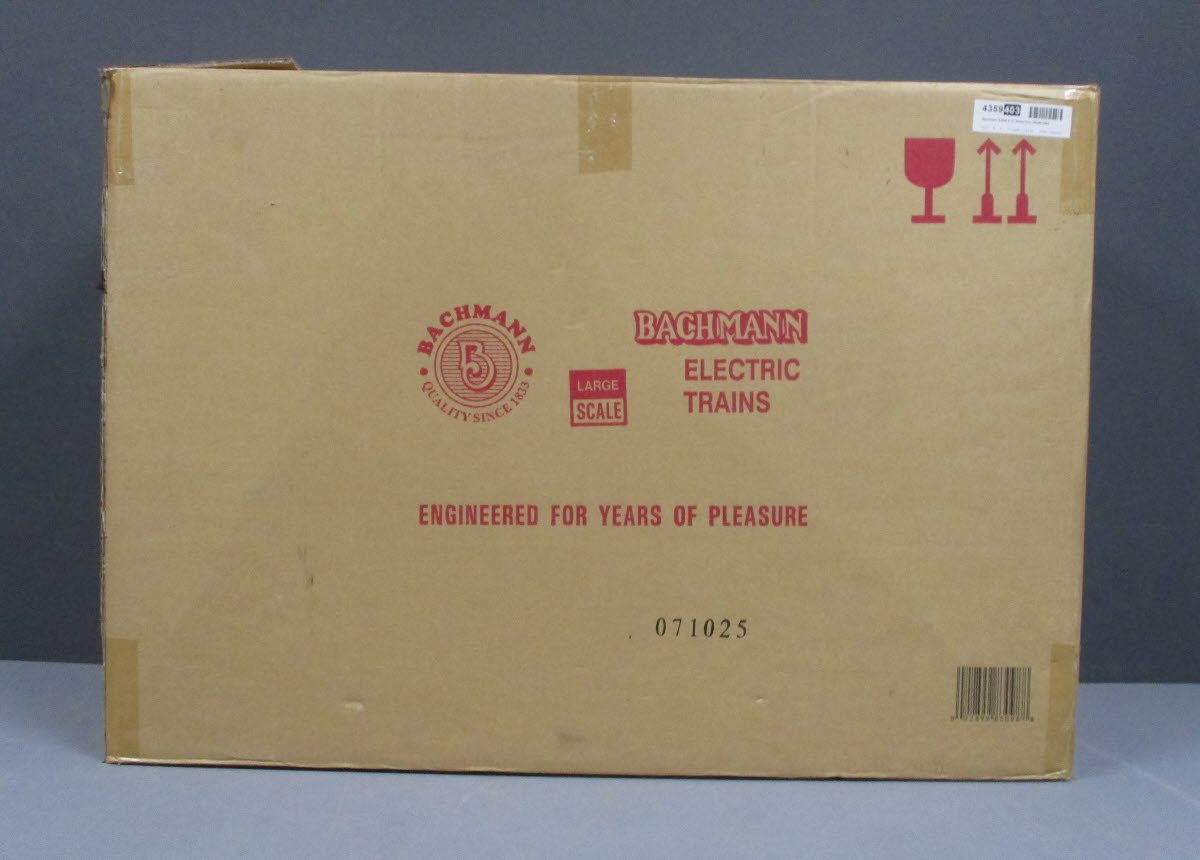 4359403
BACHMANN
B
• QUALITY SINCE 1833 •
LARGE
SCALE
BACHMANN
ELECTRIC
TRAINS
ENGINEERED FOR YEARS OF PLEASURE
071025